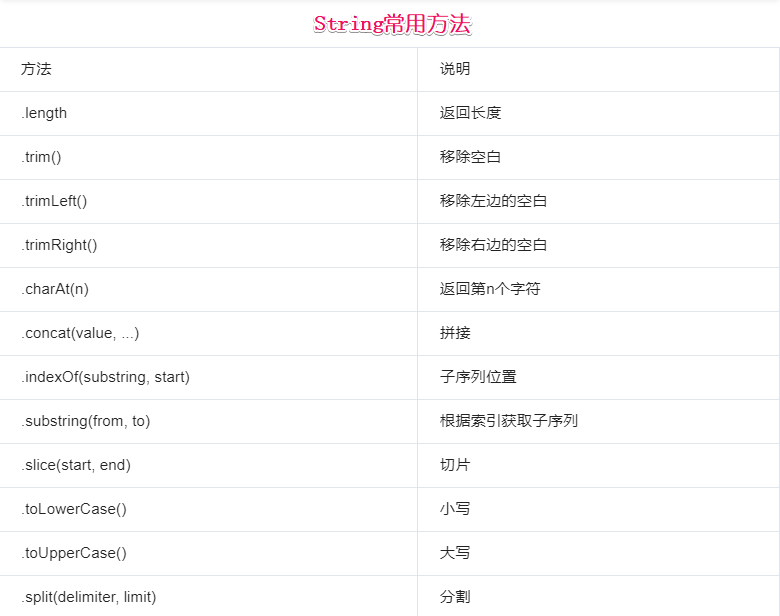 String常用方法
方法 说明
.length 返回长度
.trim() 移除空白
.trimLeft() 移除左边的空白
.trimRight() 移除右边的空白
.charAt(n) 返回第n个字符
.concat(value, ...) 拼接
.indexOf(substring, start) 子序列位置
.substring(from, to) 根据索引获取子序列
.slice(start, end) 切片
.toLowerCase() 小写
.toUpperCase() 大写
.split(delimiter, limit) 分割